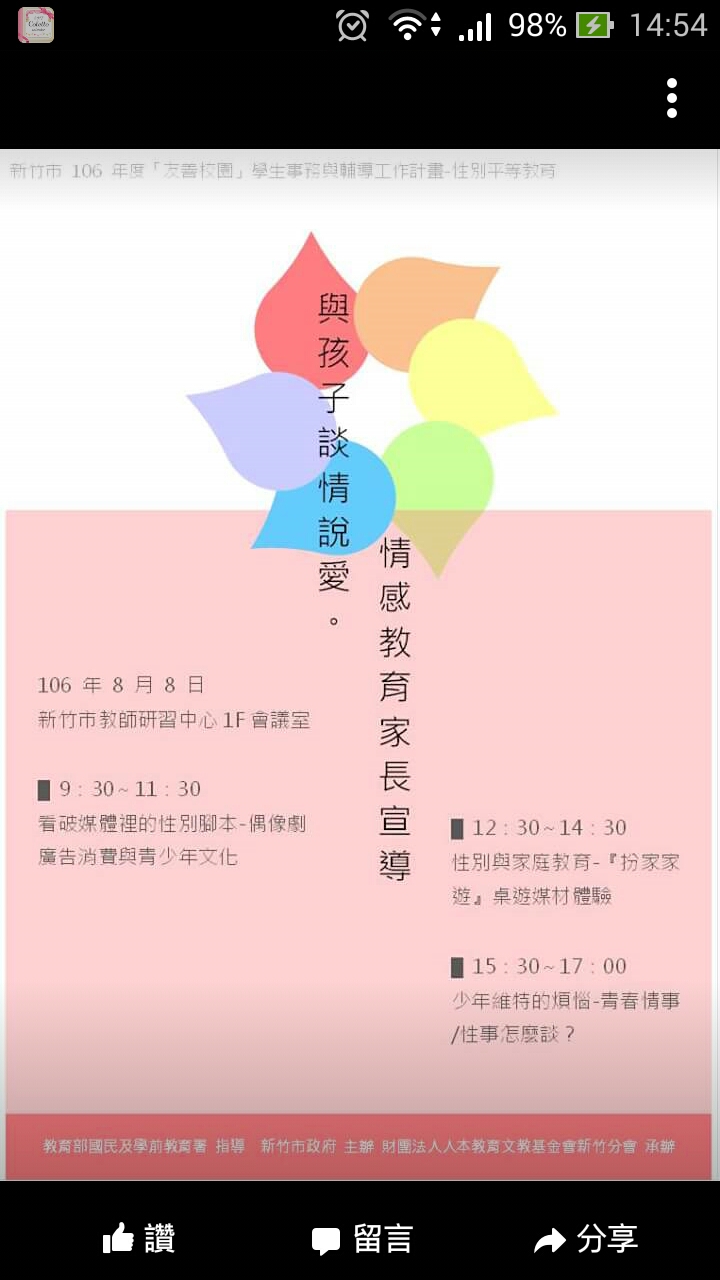 98% 14:54
新竹市 106 年度「友善校園」學生事務與輔導工作計畫-性別平等教育
與孩子談情說愛。
情感教育家長宣導
106 年 8 月 8 日
新竹市教師研習中心 1F 會議室
9:30~11:30
看破媒體裡的性別腳本-偶像劇
廣告消費與青少年文化
12:30~14:30
性別與家庭教育-『扮家家
遊』桌遊媒材體驗
15:30~17:00
少年維特的煩惱-青春情事
/性事怎麼談?
教育部國民及學前教育署 指導 新竹市政府 主辦 財團法人人本教育文教基金會新竹分會 承辦
讚 留言 分享